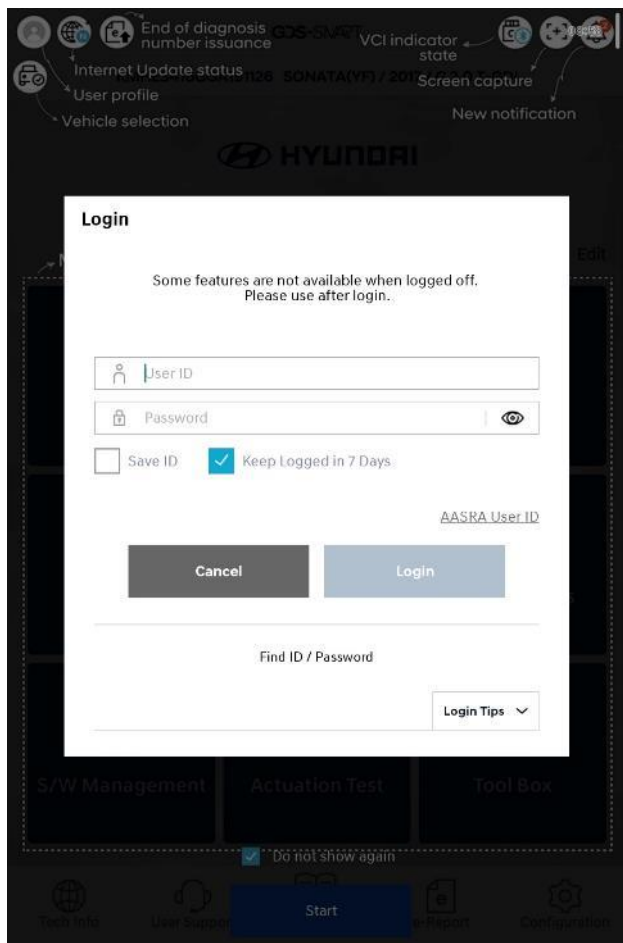 End of diagnosis
number issuance
GDS-SMART
VCI indicator
state
Internet Update status
SONATA(YF) / 201
Screen capture
User profile
New notification
Vehicle selection
HYUNDAI
Login
Edit
Some features are not available when logged off.
Please use after login.
User ID
Password
Save ID
Keep Logged in 7 Days
AASRA User ID
Cancel
Login
Find ID / Password
Login Tips
S/W Management
Actuation Test
Tool Box
Do not show again
Start
Tech Info
User Support
e-Report
Configuration